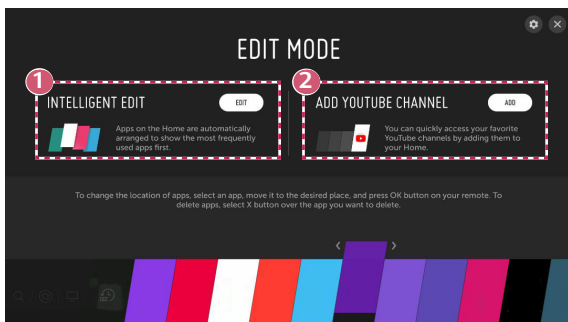 EDIT MODE
1
2
INTELLIGENT EDIT
EDIT
Apps on the Home are automatically
arranged to show the most frequently
used apps first.
ADD YOUTUBE CHANNEL
ADD
You can quickly access your favorite
YouTube channels by adding them to
your Home.
To change the location of apps, select an app, move it to the desired place, and press OK button on your remote. To
delete apps, select X button over the app you want to delete.